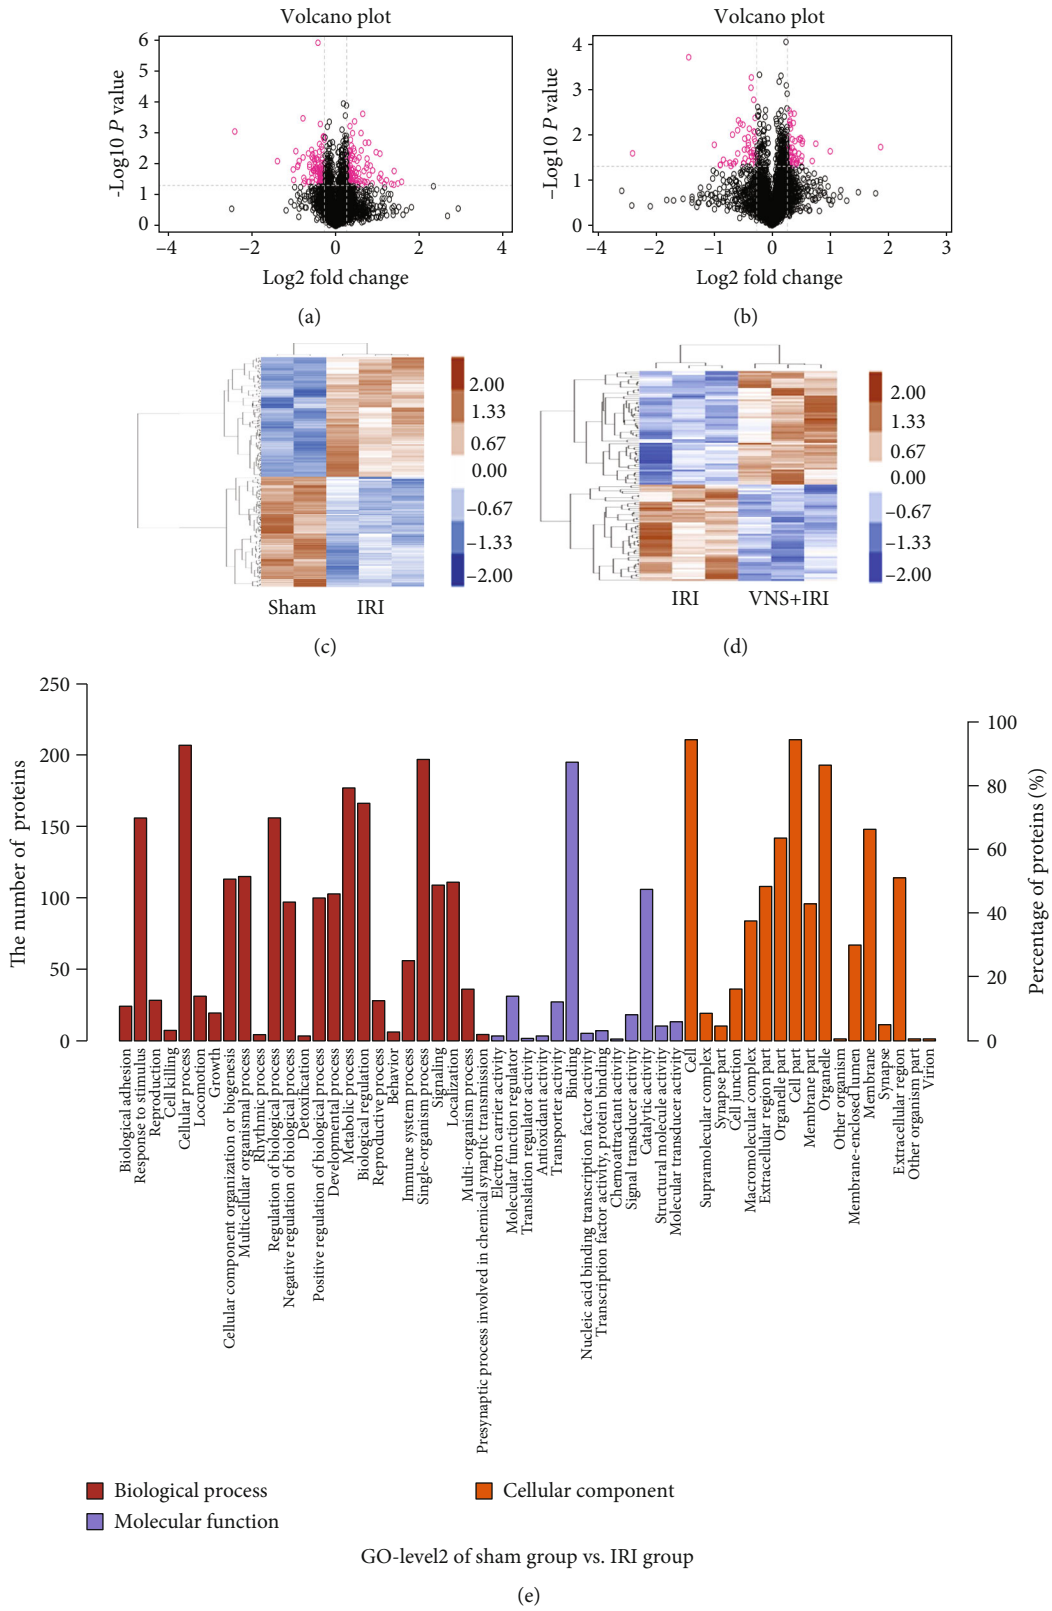 Volcano plot
6
5
4
3
2
1
0
-Log10 P value
−4
−2
0
2
4
Log2 fold change
(a)
Volcano plot
4
3
2
1
0
−Log10 P value
−4
−3
−2
−1
0
1
2
3
Log2 fold change
(b)
2.00
1.33
0.67
0.00
−0.67
−1.33
−2.00
Sham
IRI
(c)
2.00
1.33
0.67
0.00
−0.67
−1.33
−2.00
IRI
VNS+IRI
(d)
250
200
150
100
50
0
The number of proteins
100
80
60
40
20
0
Percentage of proteins (%)
Biological adhesion
Response to stimulus
Reproduction
Cell killing
Cellular process
Locomotion
Growth
Cellular component organization or biogenesis
Multicellular organismal process
Rhythmic process
Regulation of biological process
Negative regulation of biological process
Detoxification
Positive regulation of biological process
Developmental process
Metabolic process
Biological regulation
Reproductive process
Behavior
Immune system process
Single-organism process
Signaling
Localization
Multi-organism process
Presynaptic process involved in chemical synaptic transmission
Electron carrier activity
Molecular function regulator
Translation regulator activity
Antioxidant activity
Transporter activity
Binding
Nucleic acid binding transcription factor activity
Transcription factor activity, protein binding
Chemoattractant activity
Signal transducer activity
Catalytic activity
Structural molecule activity
Molecular transducer activity
Cell
Supramolecular complex
Synapse part
Cell junction
Macromolecular complex
Extracellular region part
Organelle part
Cell part
Membrane part
Organelle
Other organism
Membrane-enclosed lumen
Membrane
Synapse
Extracellular region
Other organism part
Virion
Biological process
Cellular component
Molecular function
GO-level2 of sham group vs. IRI group
(e)